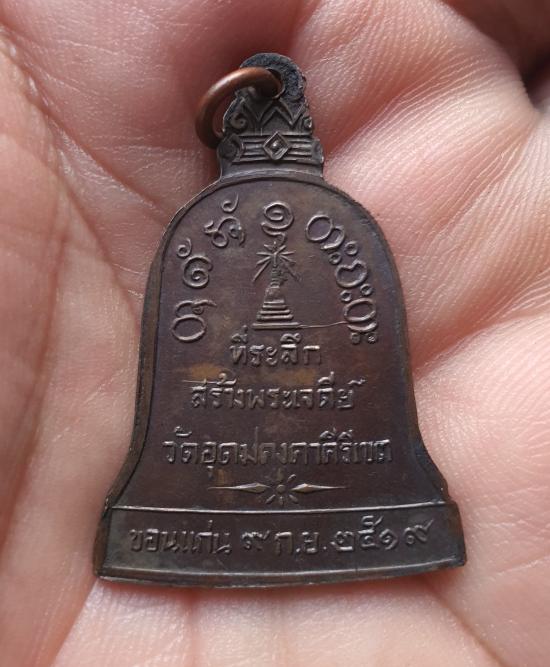 ที่ระลึก
สร้างพระเจดีย์
วัดอุดมคงคาคีรีเขต
ขอนแก่น ๙ ก.ย. ๒๕๑๙